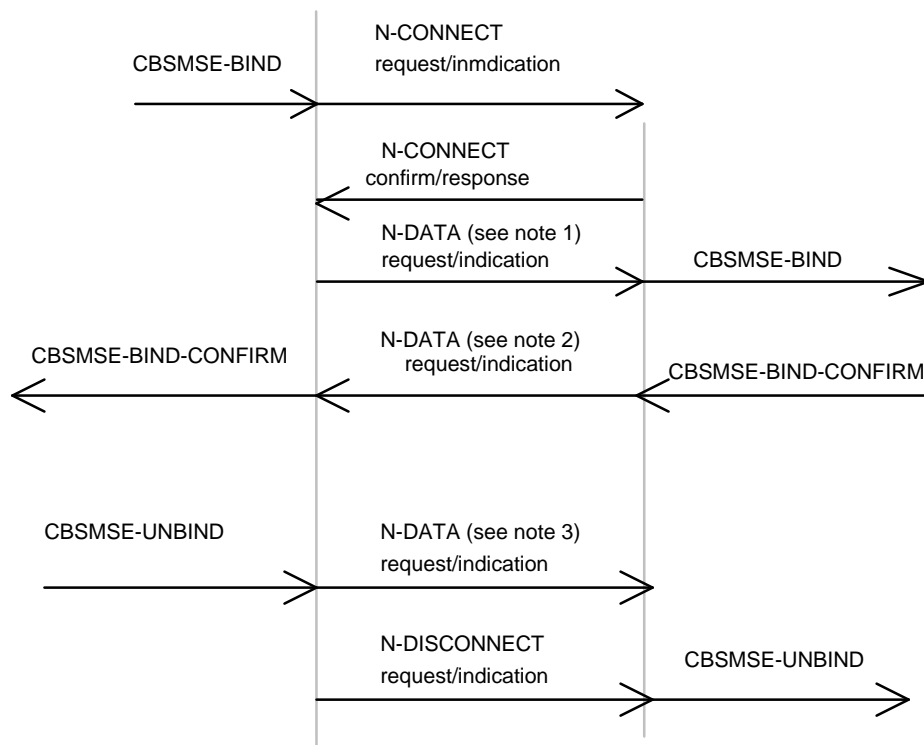 N-CONNECT
CBSMSE-BIND
request/inmdication
N-CONNECT
confirm/response
N-DATA (see note 1)
request/indication
CBSMSE-BIND
N-DATA (see note 2)
CBSMSE-BIND-CONFIRM
request/indication
CBSMSE-BIND-CONFIRM
CBSMSE-UNBIND
N-DATA (see note 3)
request/indication
N-DISCONNECT
CBSMSE-UNBIND
request/indication